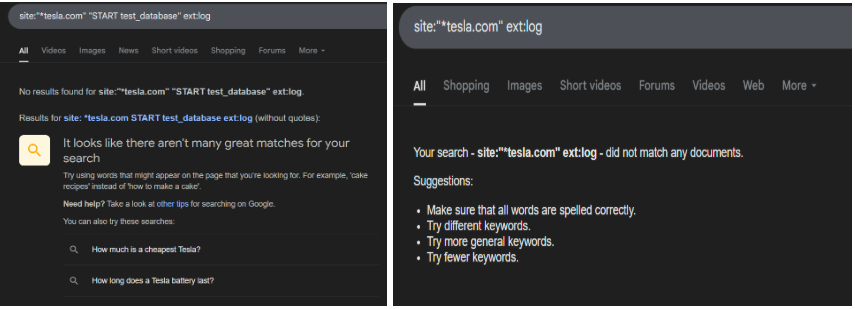 site:"*tesla.com" "START test_database" ext:log
All Videos Images News Short videos Shopping Forums More
No results found for site:"*tesla.com" "START test_database" ext:log.
Results for site: *tesla.com START test_database ext:log (without quotes):
It looks like there aren't many great matches for your
search
Try using words that might appear on the page that you're looking for. For example, 'cake
recipes' instead of 'how to make a cake'.
Need help? Take a look at other tips for searching on Google.
You can also try these searches:
How much is a cheapest Tesla?
How long does a Tesla battery last?
site:"*tesla.com" ext:log
All Shopping Images Short videos Forums Videos Web More
Your search - site:"*tesla.com" ext:log - did not match any documents.
Suggestions:
• Make sure that all words are spelled correctly.
• Try different keywords.
• Try more general keywords.
• Try fewer keywords.